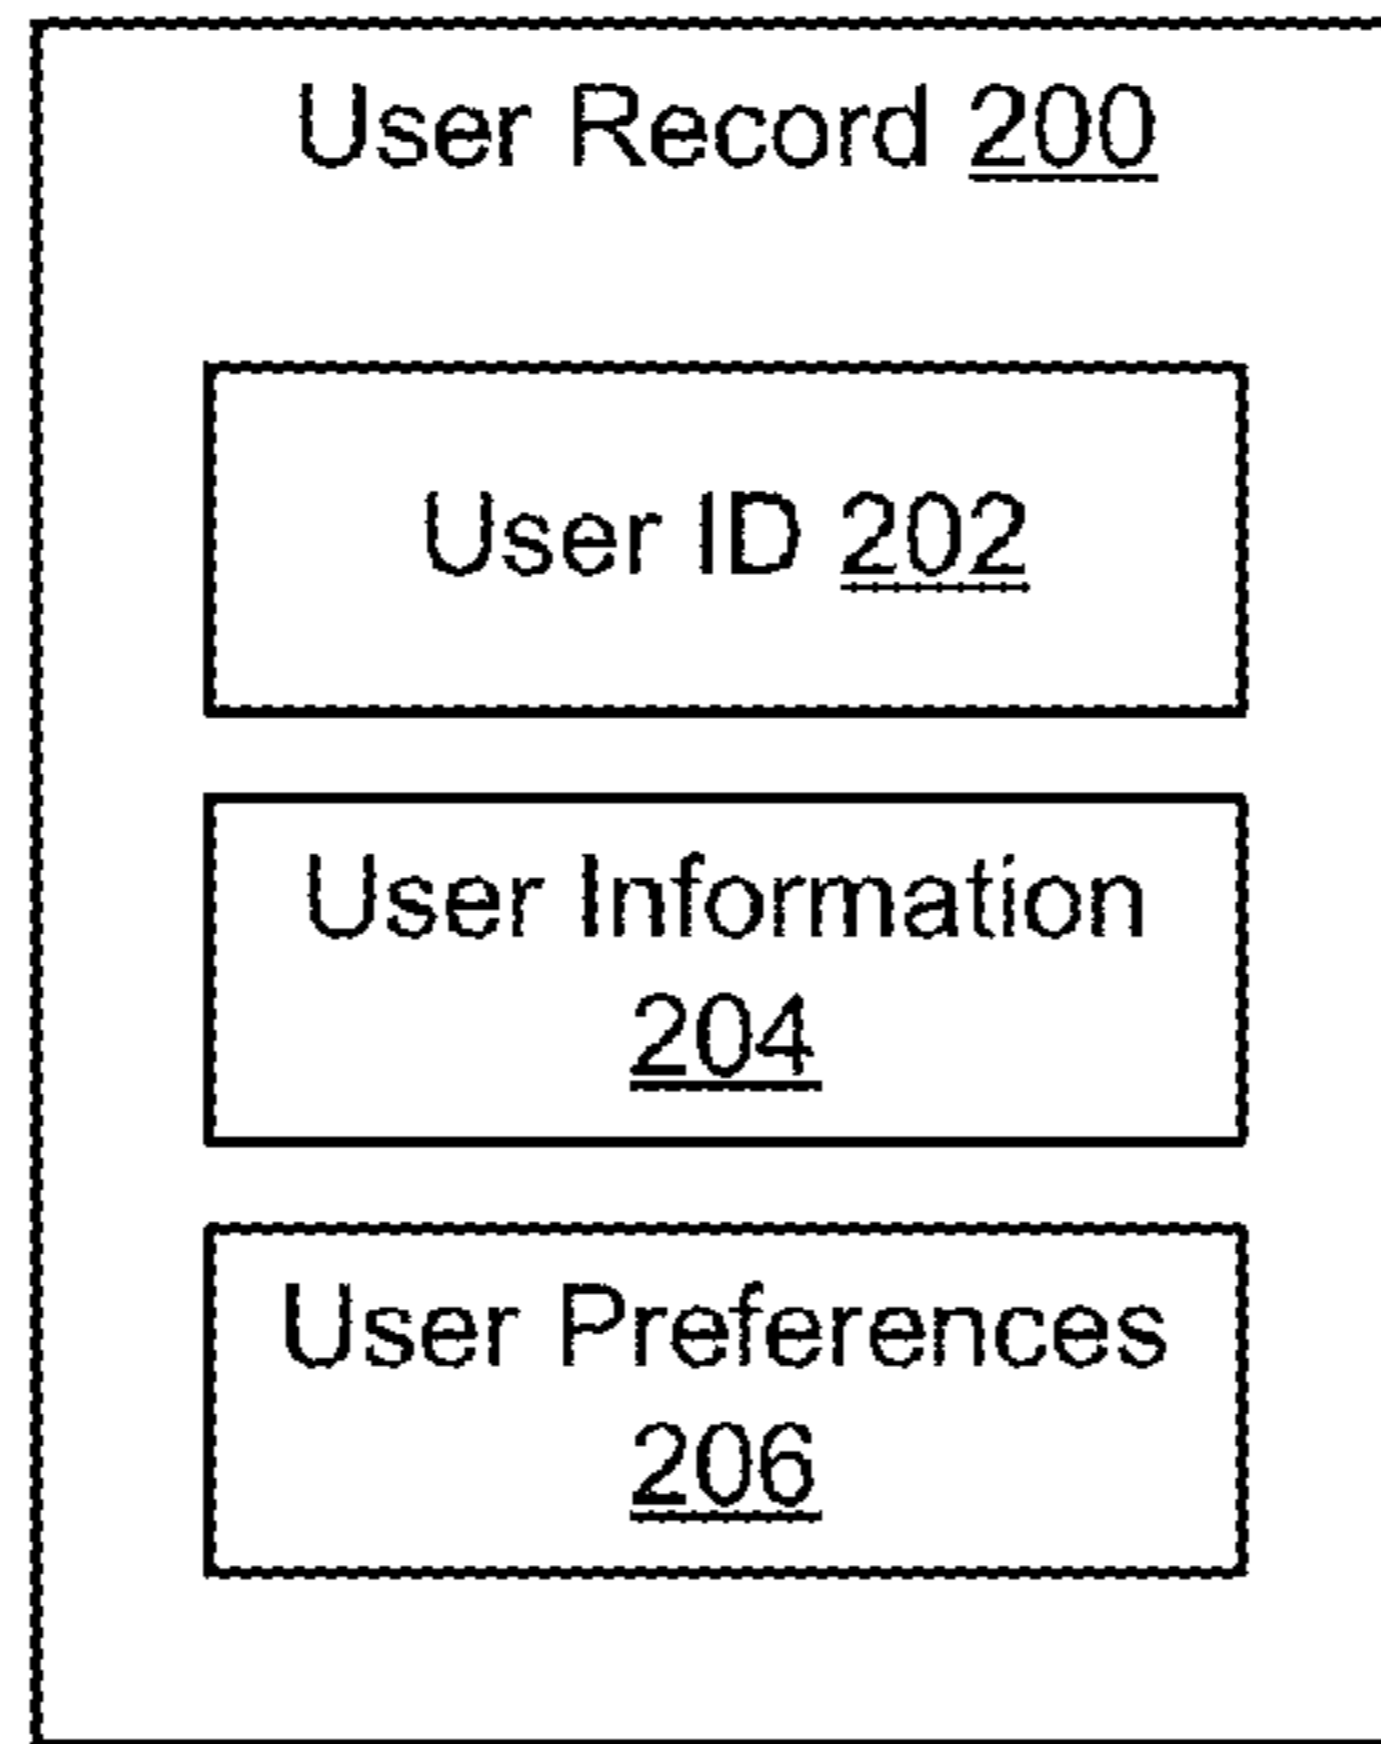 User Record 200
User ID 202
User Information
204
User Preferences
206